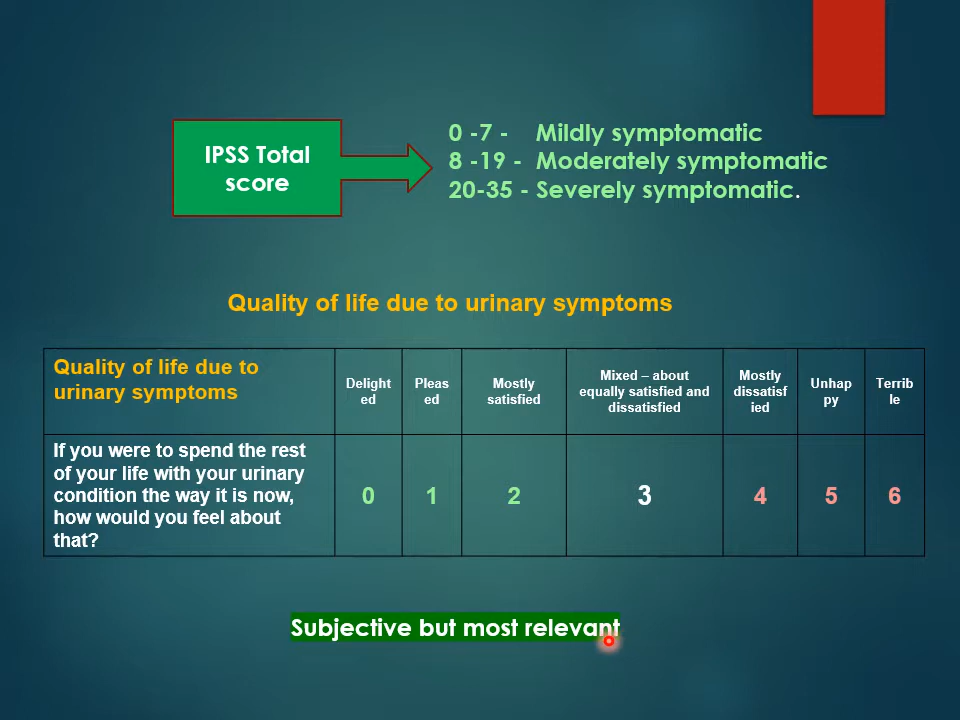 IPSS Total
score
0 -7 - Mildly symptomatic
8 -19 - Moderately symptomatic
20-35 - Severely symptomatic.
Quality of life due to urinary symptoms
Quality of life due to
urinary symptoms
Delight
ed
Pleas
ed
Mostly
satisfied
Mixed – about
equally satisfied and
dissatisfied
Mostly
dissatisf
ied
Unhap
py
Terrib
le
If you were to spend the rest
of your life with your urinary
condition the way it is now,
how would you feel about
that?
0
1
2
3
4
5
6
Subjective but most relevant